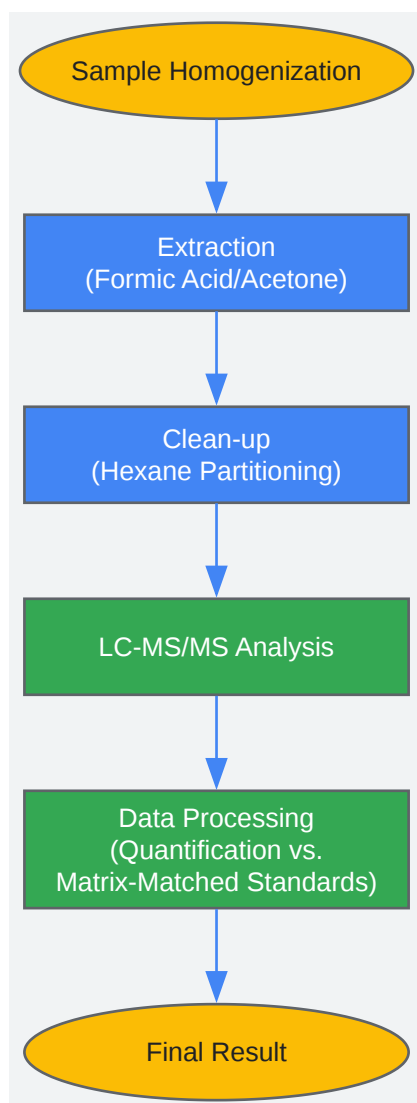 Sample Homogenization
Extraction
(Formic Acid/Acetone)
Clean-up
(Hexane Partitioning)
LC-MS/MS Analysis
Data Processing
(Quantification vs.
Matrix-Matched Standards)
Final Result